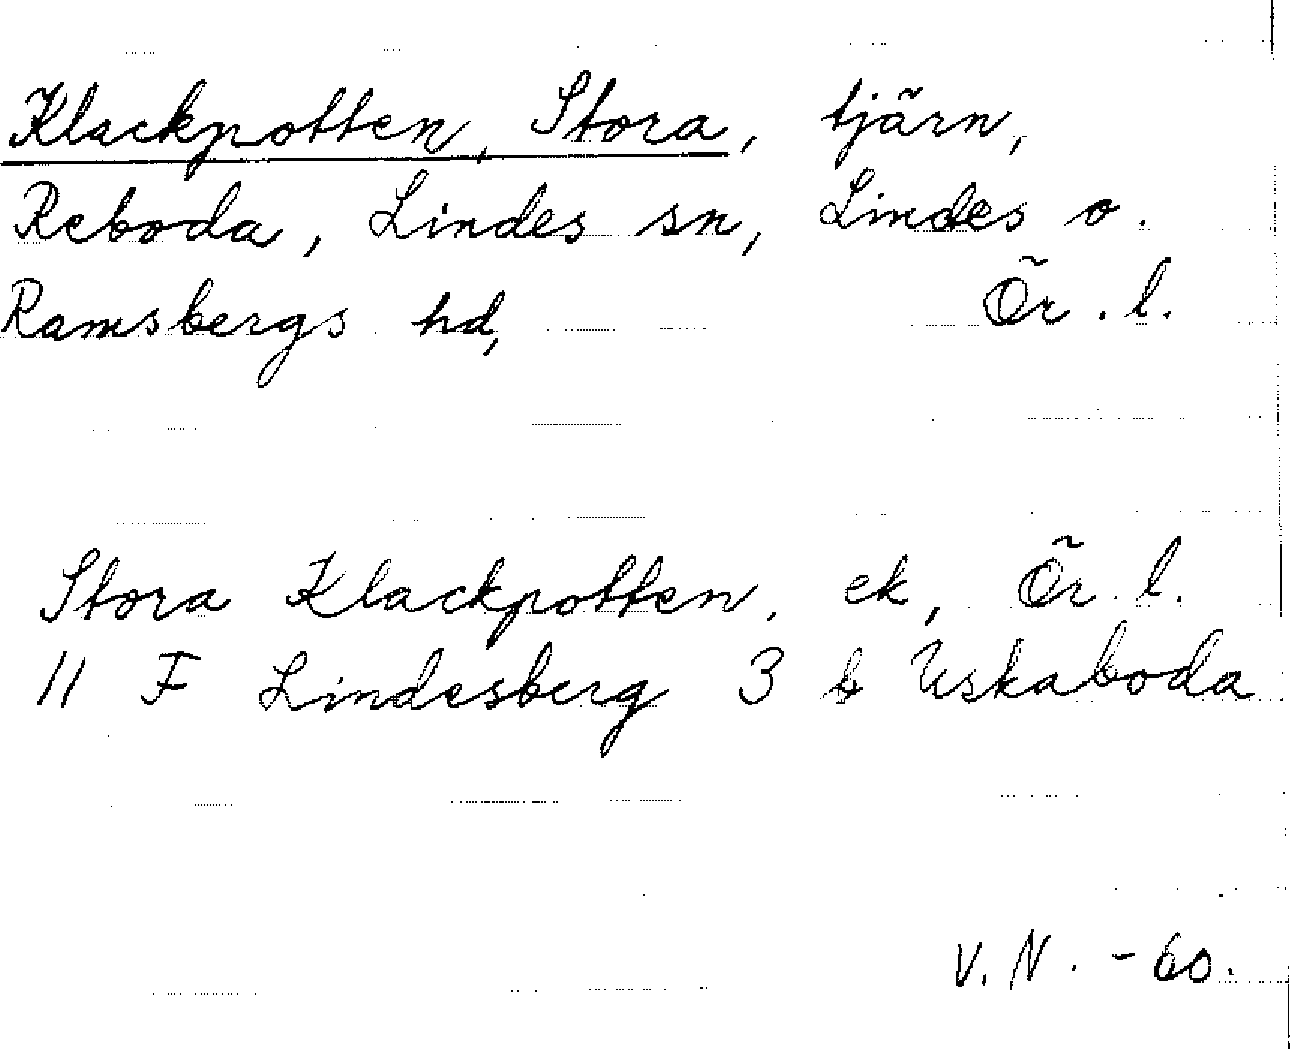 Klackpotten, Stora, tjärn,
Reboda, Lindes sn, Lindes o.
Ramsbergs hd, Ör. l.
Stora Klackpotten, ek, Ör. l.
11 F Lindesberg 3 b Uskaboda
V. N. - 60.